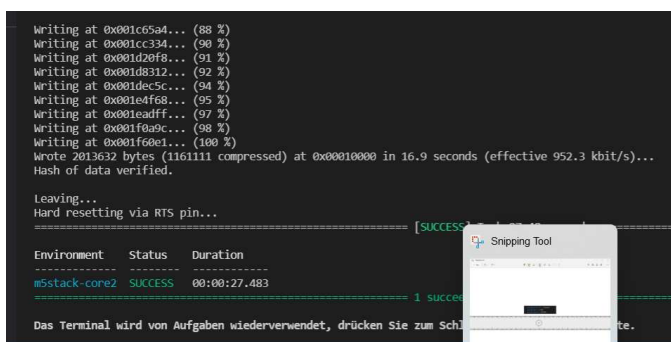 Writing at 0x001c65a4... (88 %)
Writing at 0x001cc334... (90 %)
Writing at 0x001d20f8... (91 %)
Writing at 0x001d8312... (92 %)
Writing at 0x001dec5c... (94 %)
Writing at 0x001e4f68... (95 %)
Writing at 0x001eadff... (97 %)
Writing at 0x001f0a9c... (98 %)
Writing at 0x001f60e1... (100 %)
Wrote 2013632 bytes (1161111 compressed) at 0x00010000 in 16.9 seconds (effective 952.3 kbit/s)...
Hash of data verified.
Leaving...
Hard resetting via RTS pin...
[SUCCESS]
Snipping Tool
Environment Status Duration
m5stack-core2 SUCCESS 00:00:27.483
1 succee
Das Terminal wird von Aufgaben wiederverwendet, drücken Sie zum Schl te.